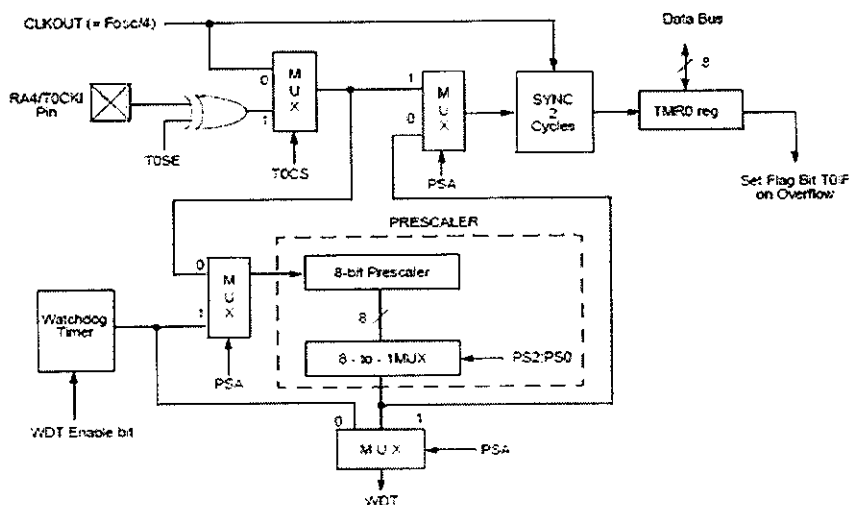 CLKOUT (= Fosc/4)
Data Bus
8
0
M
U
X
1
RA4/T0CKI
Pin
T0SE
T0CS
1
M
U
X
0
PSA
SYNC
2
Cycles
TMR0 reg
Set Flag Bit T0IF
on Overflow
PRESCALER
0
M
U
X
1
PSA
8-bit Prescaler
8
8 - to - 1MUX
PS2:PS0
Watchdog
Timer
WDT Enable bit
0
1
M U X
PSA
WDT